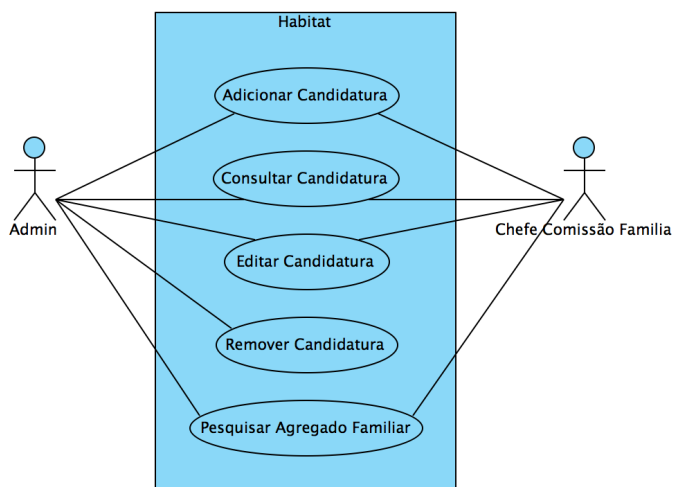 Habitat
Adicionar Candidatura
Consultar Candidatura
Admin
Chefe Comissão Familia
Editar Candidatura
Remover Candidatura
Pesquisar Agregado Familiar